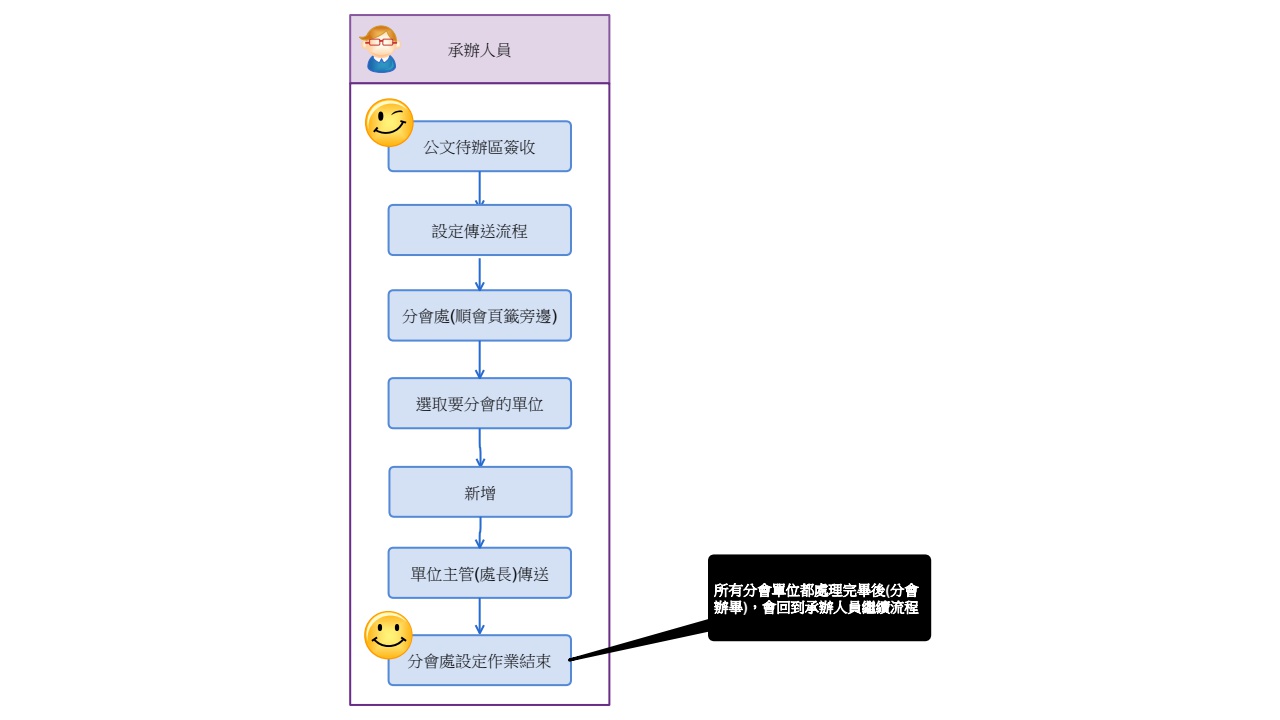 承辦人員
公文待辦區簽收
設定傳送流程
分會處(順會頁籤旁邊)
選取要分會的單位
新增
單位主管(處長)傳送
分會處設定作業結束
所有分會單位都處理完畢後(分會
辦畢)，會回到承辦人員繼續流程